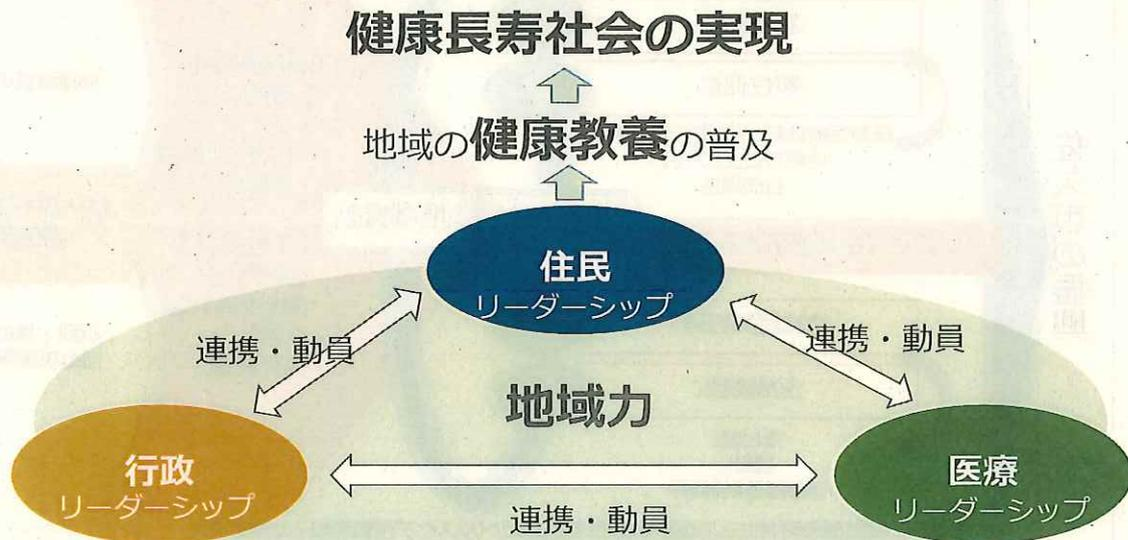 健康長寿社会の実現
地域の健康教養の普及
住民
リーダーシップ
連携・動員
連携・動員
地域力
行政
リーダーシップ
医療
リーダーシップ
連携・動員